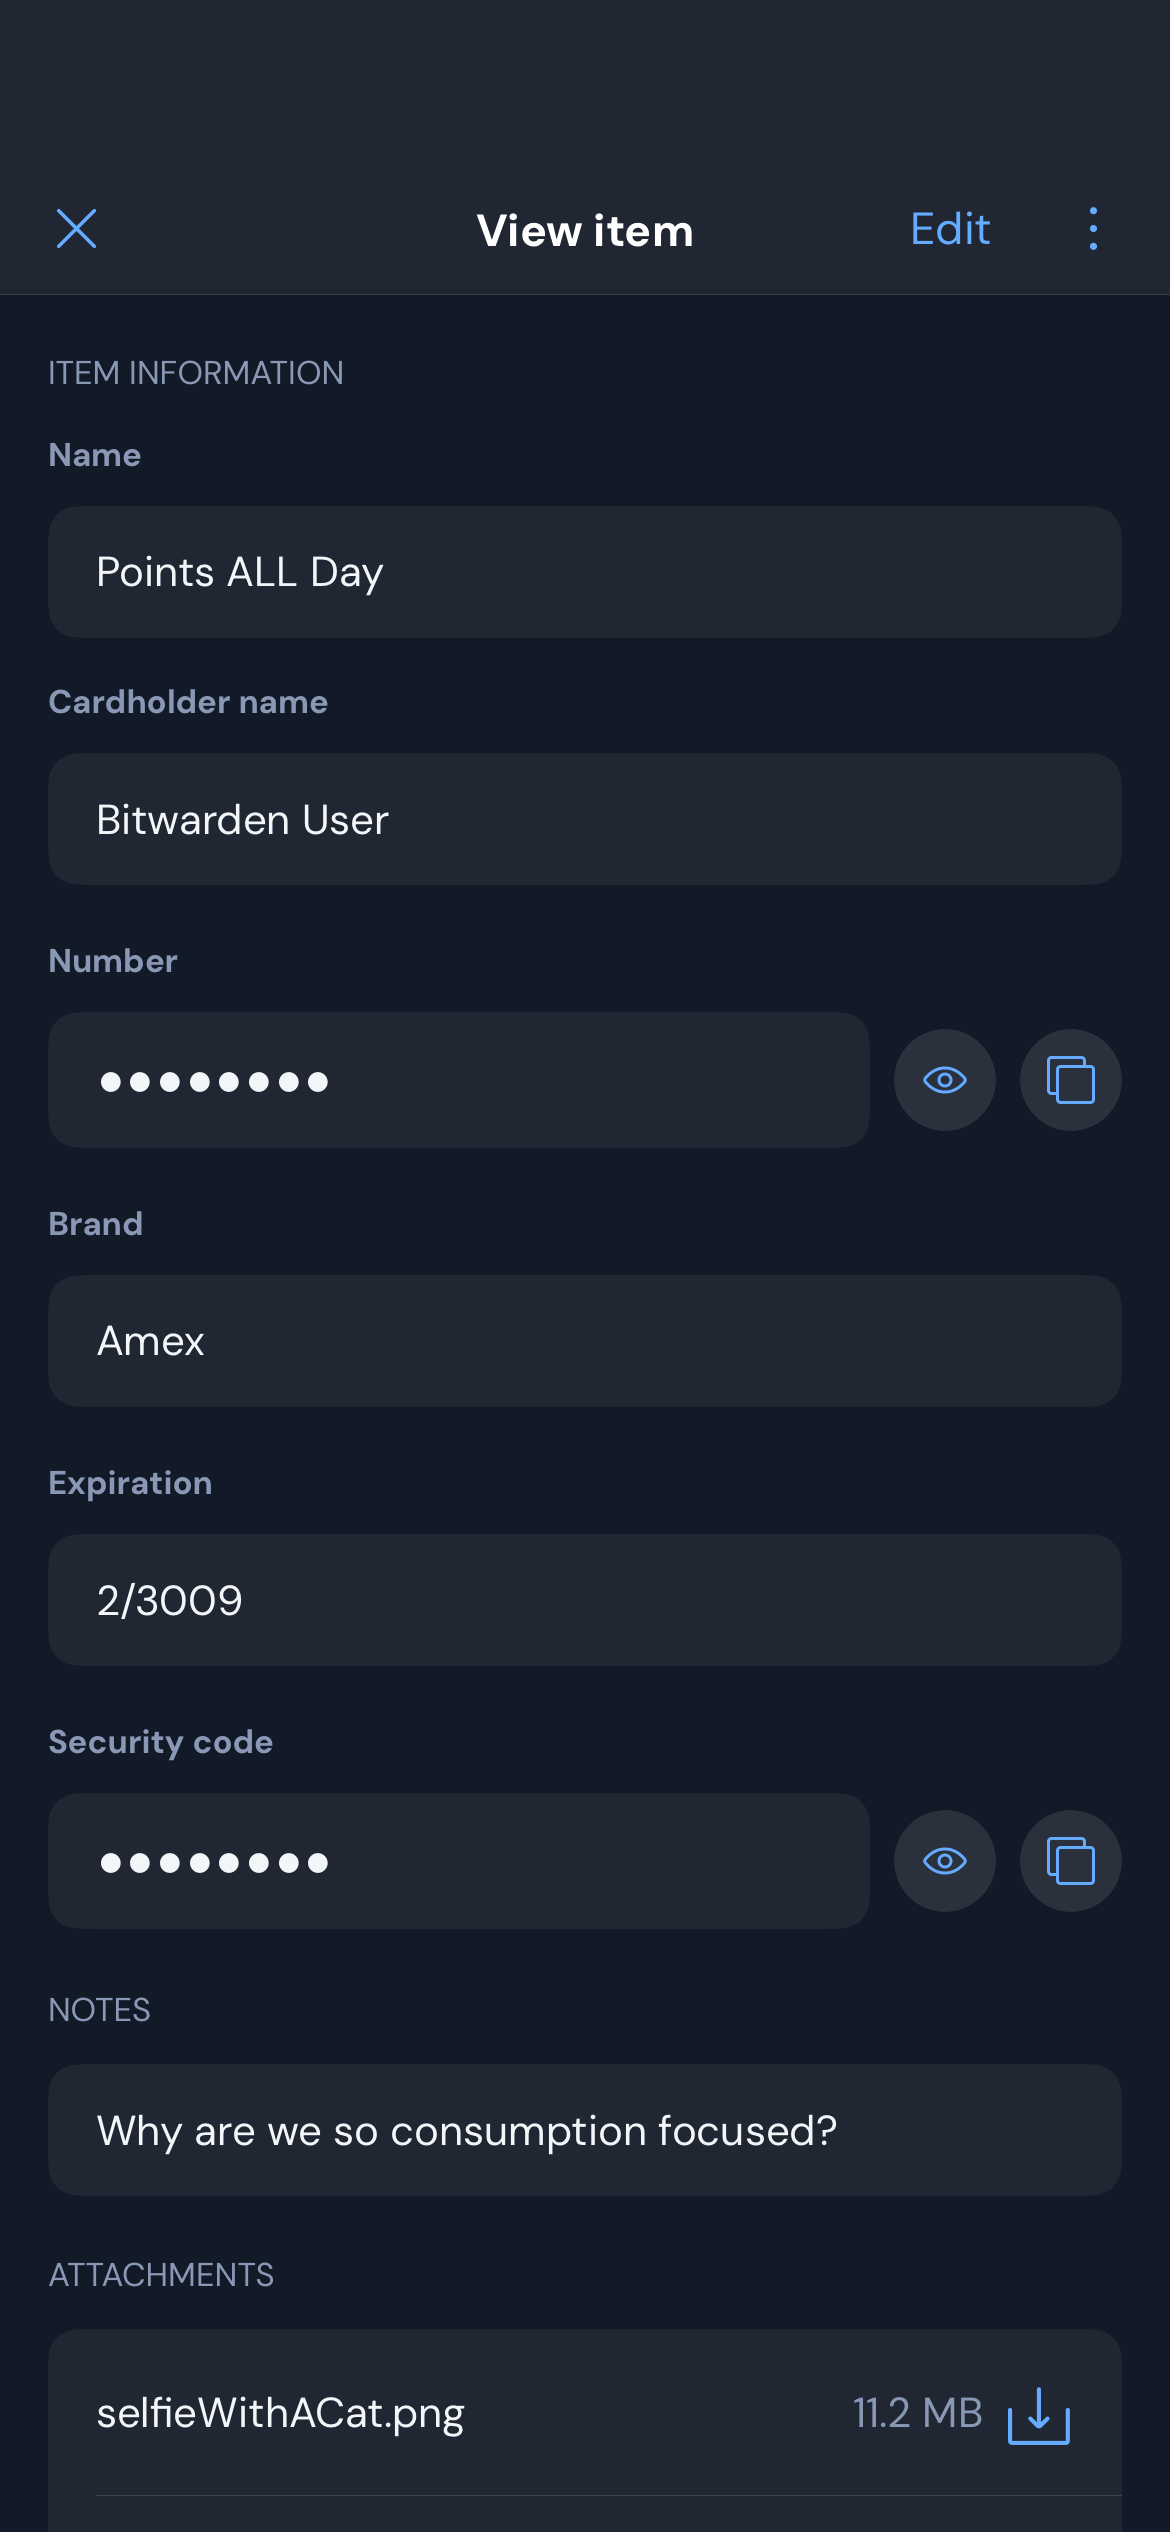 View item
Edit
ITEM INFORMATION
Name
Points ALL Day
Cardholder name
Bitwarden User
Number
●●●●●●●●
Brand
Amex
Expiration
2/3009
Security code
●●●●●●●●
NOTES
Why are we so consumption focused?
ATTACHMENTS
selfieWithACat.png 11.2 MB